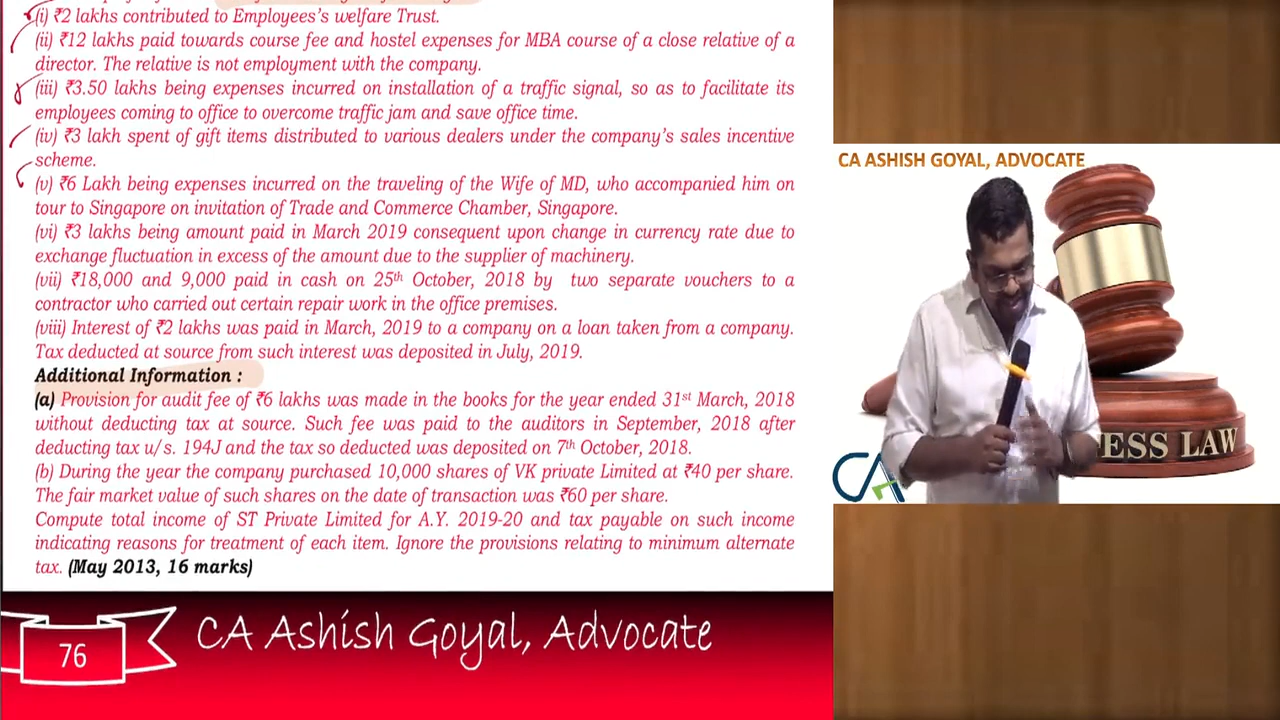 (i) ₹2 lakhs contributed to Employees's welfare Trust.
(ii) ₹12 lakhs paid towards course fee and hostel expenses for MBA course of a close relative of a
director. The relative is not employment with the company.
(iii) ₹3.50 lakhs being expenses incurred on installation of a traffic signal, so as to facilitate its
employees coming to office to overcome traffic jam and save office time.
(iv) ₹3 lakh spent of gift items distributed to various dealers under the company's sales incentive
scheme.
(v) ₹6 Lakh being expenses incurred on the traveling of the Wife of MD, who accompanied him on
tour to Singapore on invitation of Trade and Commerce Chamber, Singapore.
(vi) ₹3 lakhs being amount paid in March 2019 consequent upon change in currency rate due to
exchange fluctuation in excess of the amount due to the supplier of machinery.
(vii) ₹18,000 and 9,000 paid in cash on 25th October, 2018 by two separate vouchers to a
contractor who carried out certain repair work in the office premises.
(viii) Interest of ₹2 lakhs was paid in March, 2019 to a company on a loan taken from a company.
Tax deducted at source from such interest was deposited in July, 2019.
Additional Information :
(a) Provision for audit fee of ₹6 lakhs was made in the books for the year ended 31st March, 2018
without deducting tax at source. Such fee was paid to the auditors in September, 2018 after
deducting tax u/s. 194J and the tax so deducted was deposited on 7th October, 2018.
(b) During the year the company purchased 10,000 shares of VK private Limited at ₹40 per share.
The fair market value of such shares on the date of transaction was ₹60 per share.
Compute total income of ST Private Limited for A.Y. 2019-20 and tax payable on such income
indicating reasons for treatment of each item. Ignore the provisions relating to minimum alternate
tax. (May 2013, 16 marks)
76
CA Ashish Goyal, Advocate
CA ASHISH GOYAL, ADVOCATE
ESS LAW
CA